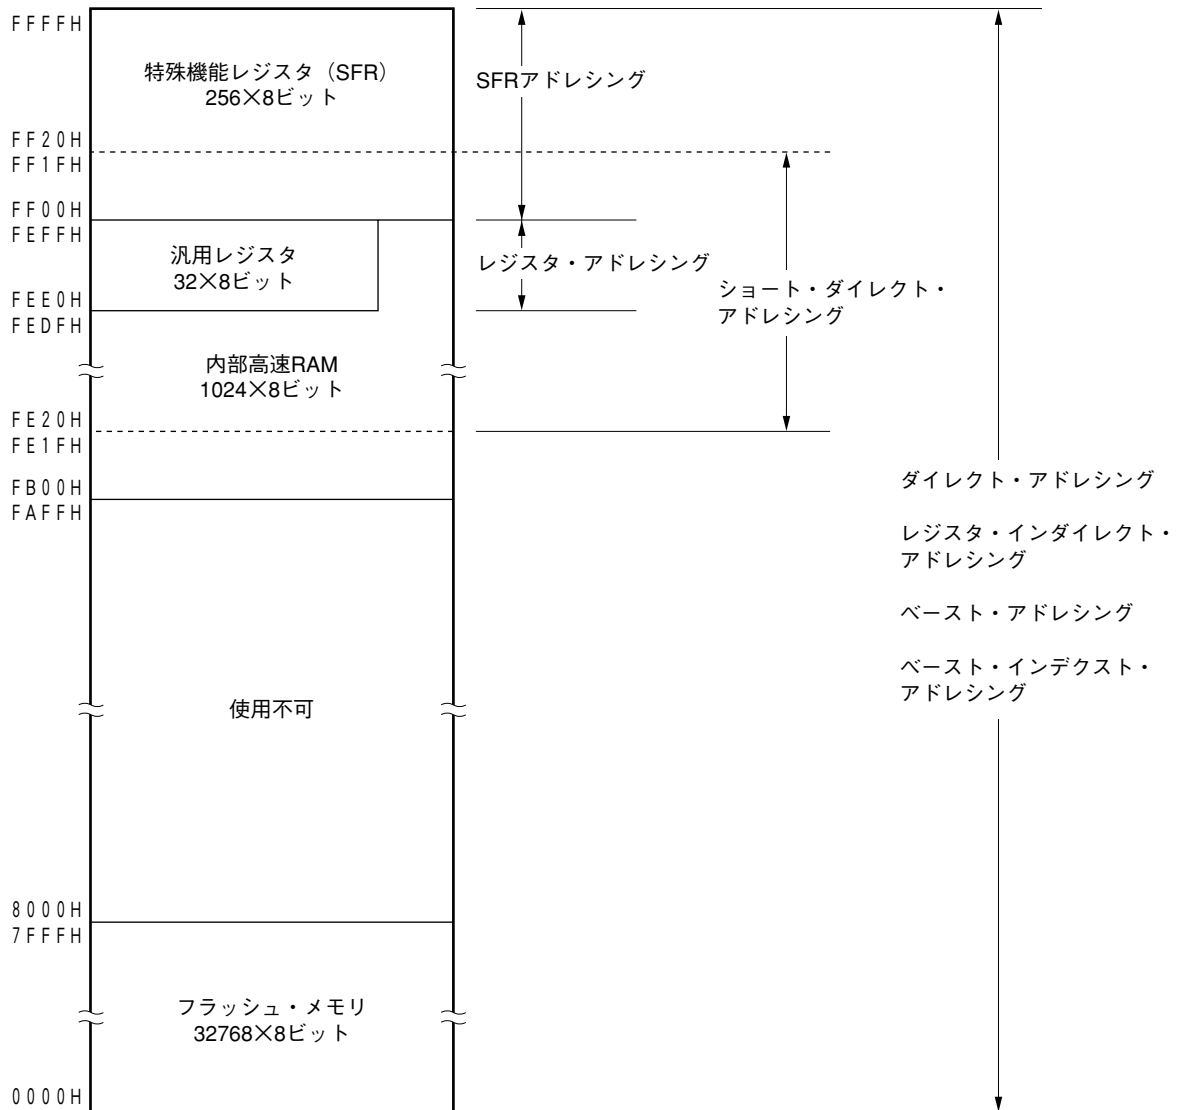 FFFFH
特殊機能レジスタ（SFR）
256×8ビット
SFRアドレシング
FF20H
FF1FH
FF00H
FEFFH
汎用レジスタ
32×8ビット
レジスタ・アドレシング
ショート・ダイレクト・
アドレシング
FEE0H
FEDFH
内部高速RAM
1024×8ビット
FE20H
FE1FH
FB00H
FAFFH
ダイレクト・アドレシング
レジスタ・インダイレクト・
アドレシング
ベースト・アドレシング
ベースト・インデクスト・
アドレシング
使用不可
8000H
7FFFH
フラッシュ・メモリ
32768×8ビット
0000H